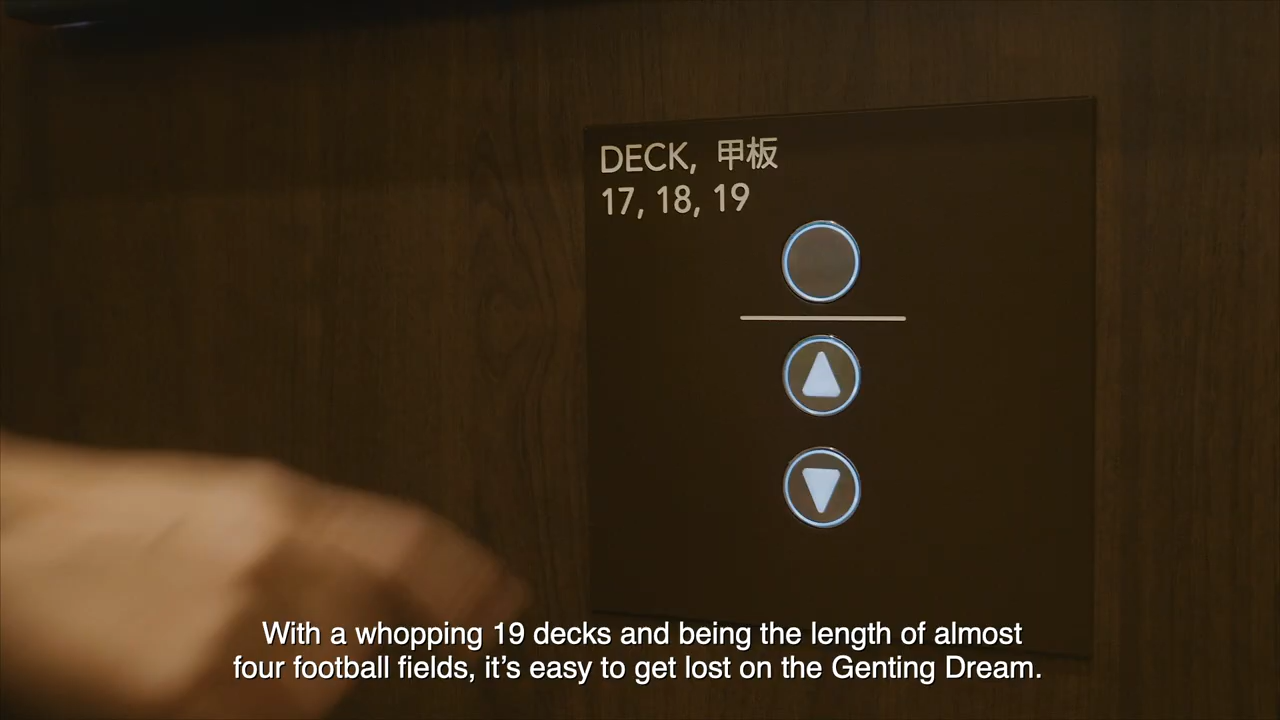 DECK, 甲板
17, 18, 19
With a whopping 19 decks and being the length of almost
four football fields, it's easy to get lost on the Genting Dream.